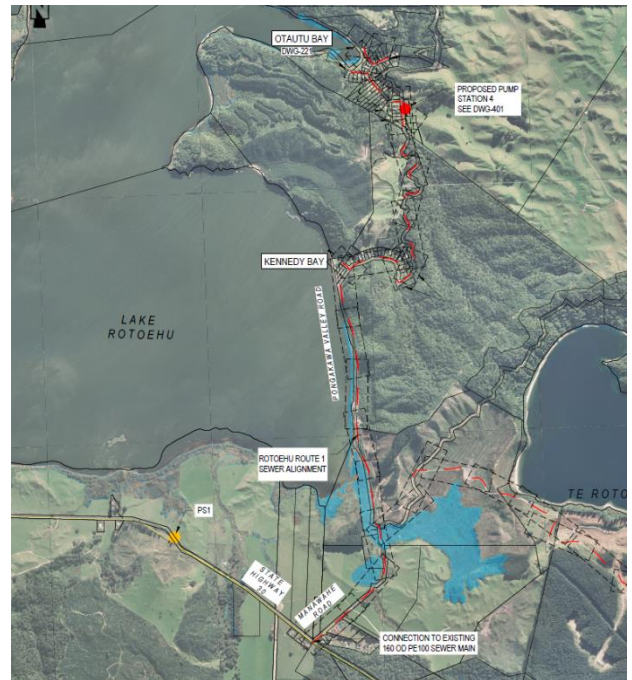 N
OTAUTU BAY
DWG-221
PROPOSED PUMP
STATION 4
SEE DWG-401
KENNEDY BAY
PONGAKAWA VALLEY ROAD
LAKE
ROTOEHU
ROTOEHU ROUTE 1
SEWER ALIGNMENT
TE ROTO
PS1
STATE
HIGHWAY
30
MANAWAHE
ROAD
CONNECTION TO EXISTING
160 OD PE100 SEWER MAIN